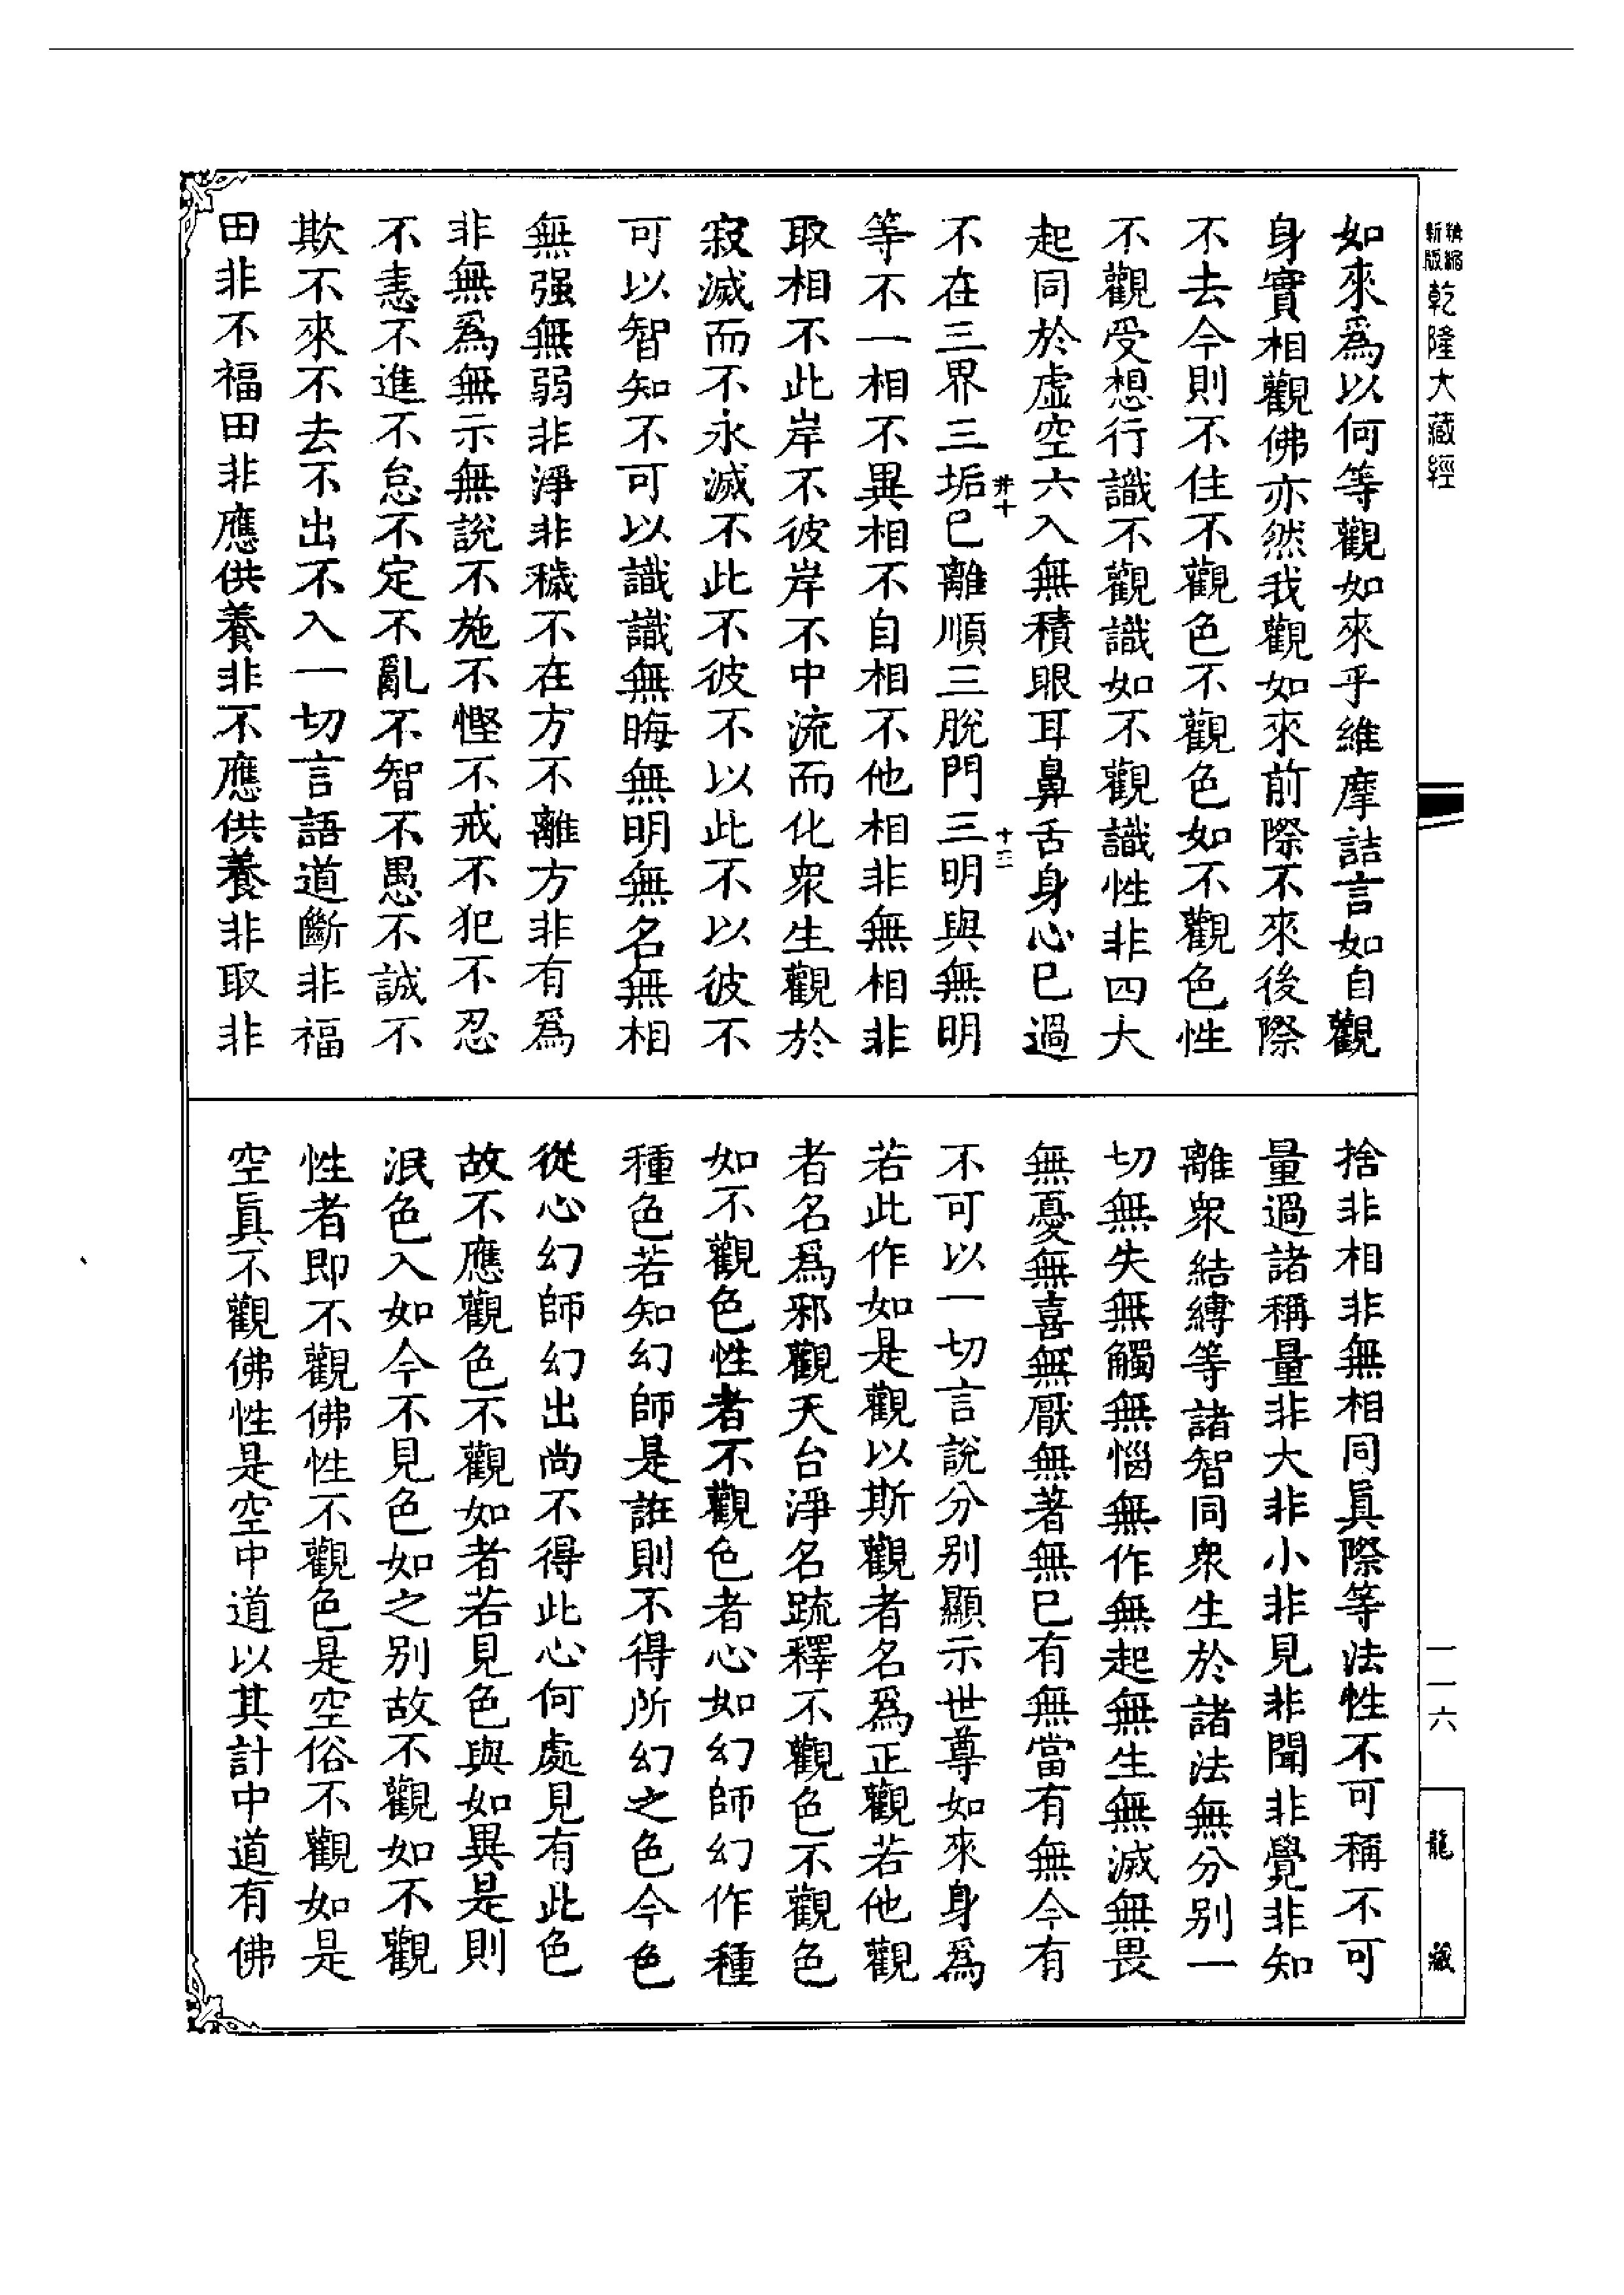 精縮新版乾隆大藏經
如來爲以何等觀如來乎維摩詰言如自觀
身實相觀佛亦然我觀如來前際不來後際
不去今則不住不觀色不觀色如不觀色性
不觀受想行識不觀識如不觀識性非四大
起同於虛空六入無積眼耳鼻舌身心已過
不在三界三垢已離順三脫門三明與無明
等不一相不異相不自相不他相非無相非
取相不此岸不彼岸不中流而化衆生觀於
寂滅而不永滅不此不彼不以此不以彼不
可以智知不可以識識無晦無明無名無相
無强無弱非淨非穢不在方不離方非有爲
非無爲無示無說不施不慳不戒不犯不忍
不恚不進不怠不定不亂不智不愚不誠不
欺不來不去不出不入一切言語道斷非福
田非不福田非應供養非不應供養非取非
捨非相非無相同眞際等法性不可稱不可
量過諸稱量非大非小非見非聞非覺非知
離衆結縛等諸智同衆生於諸法無分別一
切無失無觸無惱無作無起無生無滅無畏
無憂無喜無厭無著無已有無當有無今有
不可以一切言說分別顯示世尊如來身爲
若此作如是觀以斯觀者名爲正觀若他觀
者名爲邪觀天台淨名䟽釋不觀色不觀色
如不觀色性者不觀色者心如幻師幻作種
種色若知幻師是誑則不得所幻之色今色
從心幻師幻出尚不得此心何處見有此色
故不應觀色不觀如者若見色與如異是則
泯色入如今不見色如之别故不觀如不觀
性者即不觀佛性不觀色是空俗不觀如是
空眞不觀佛性是空中道以其計中道有佛
一一六
龍藏